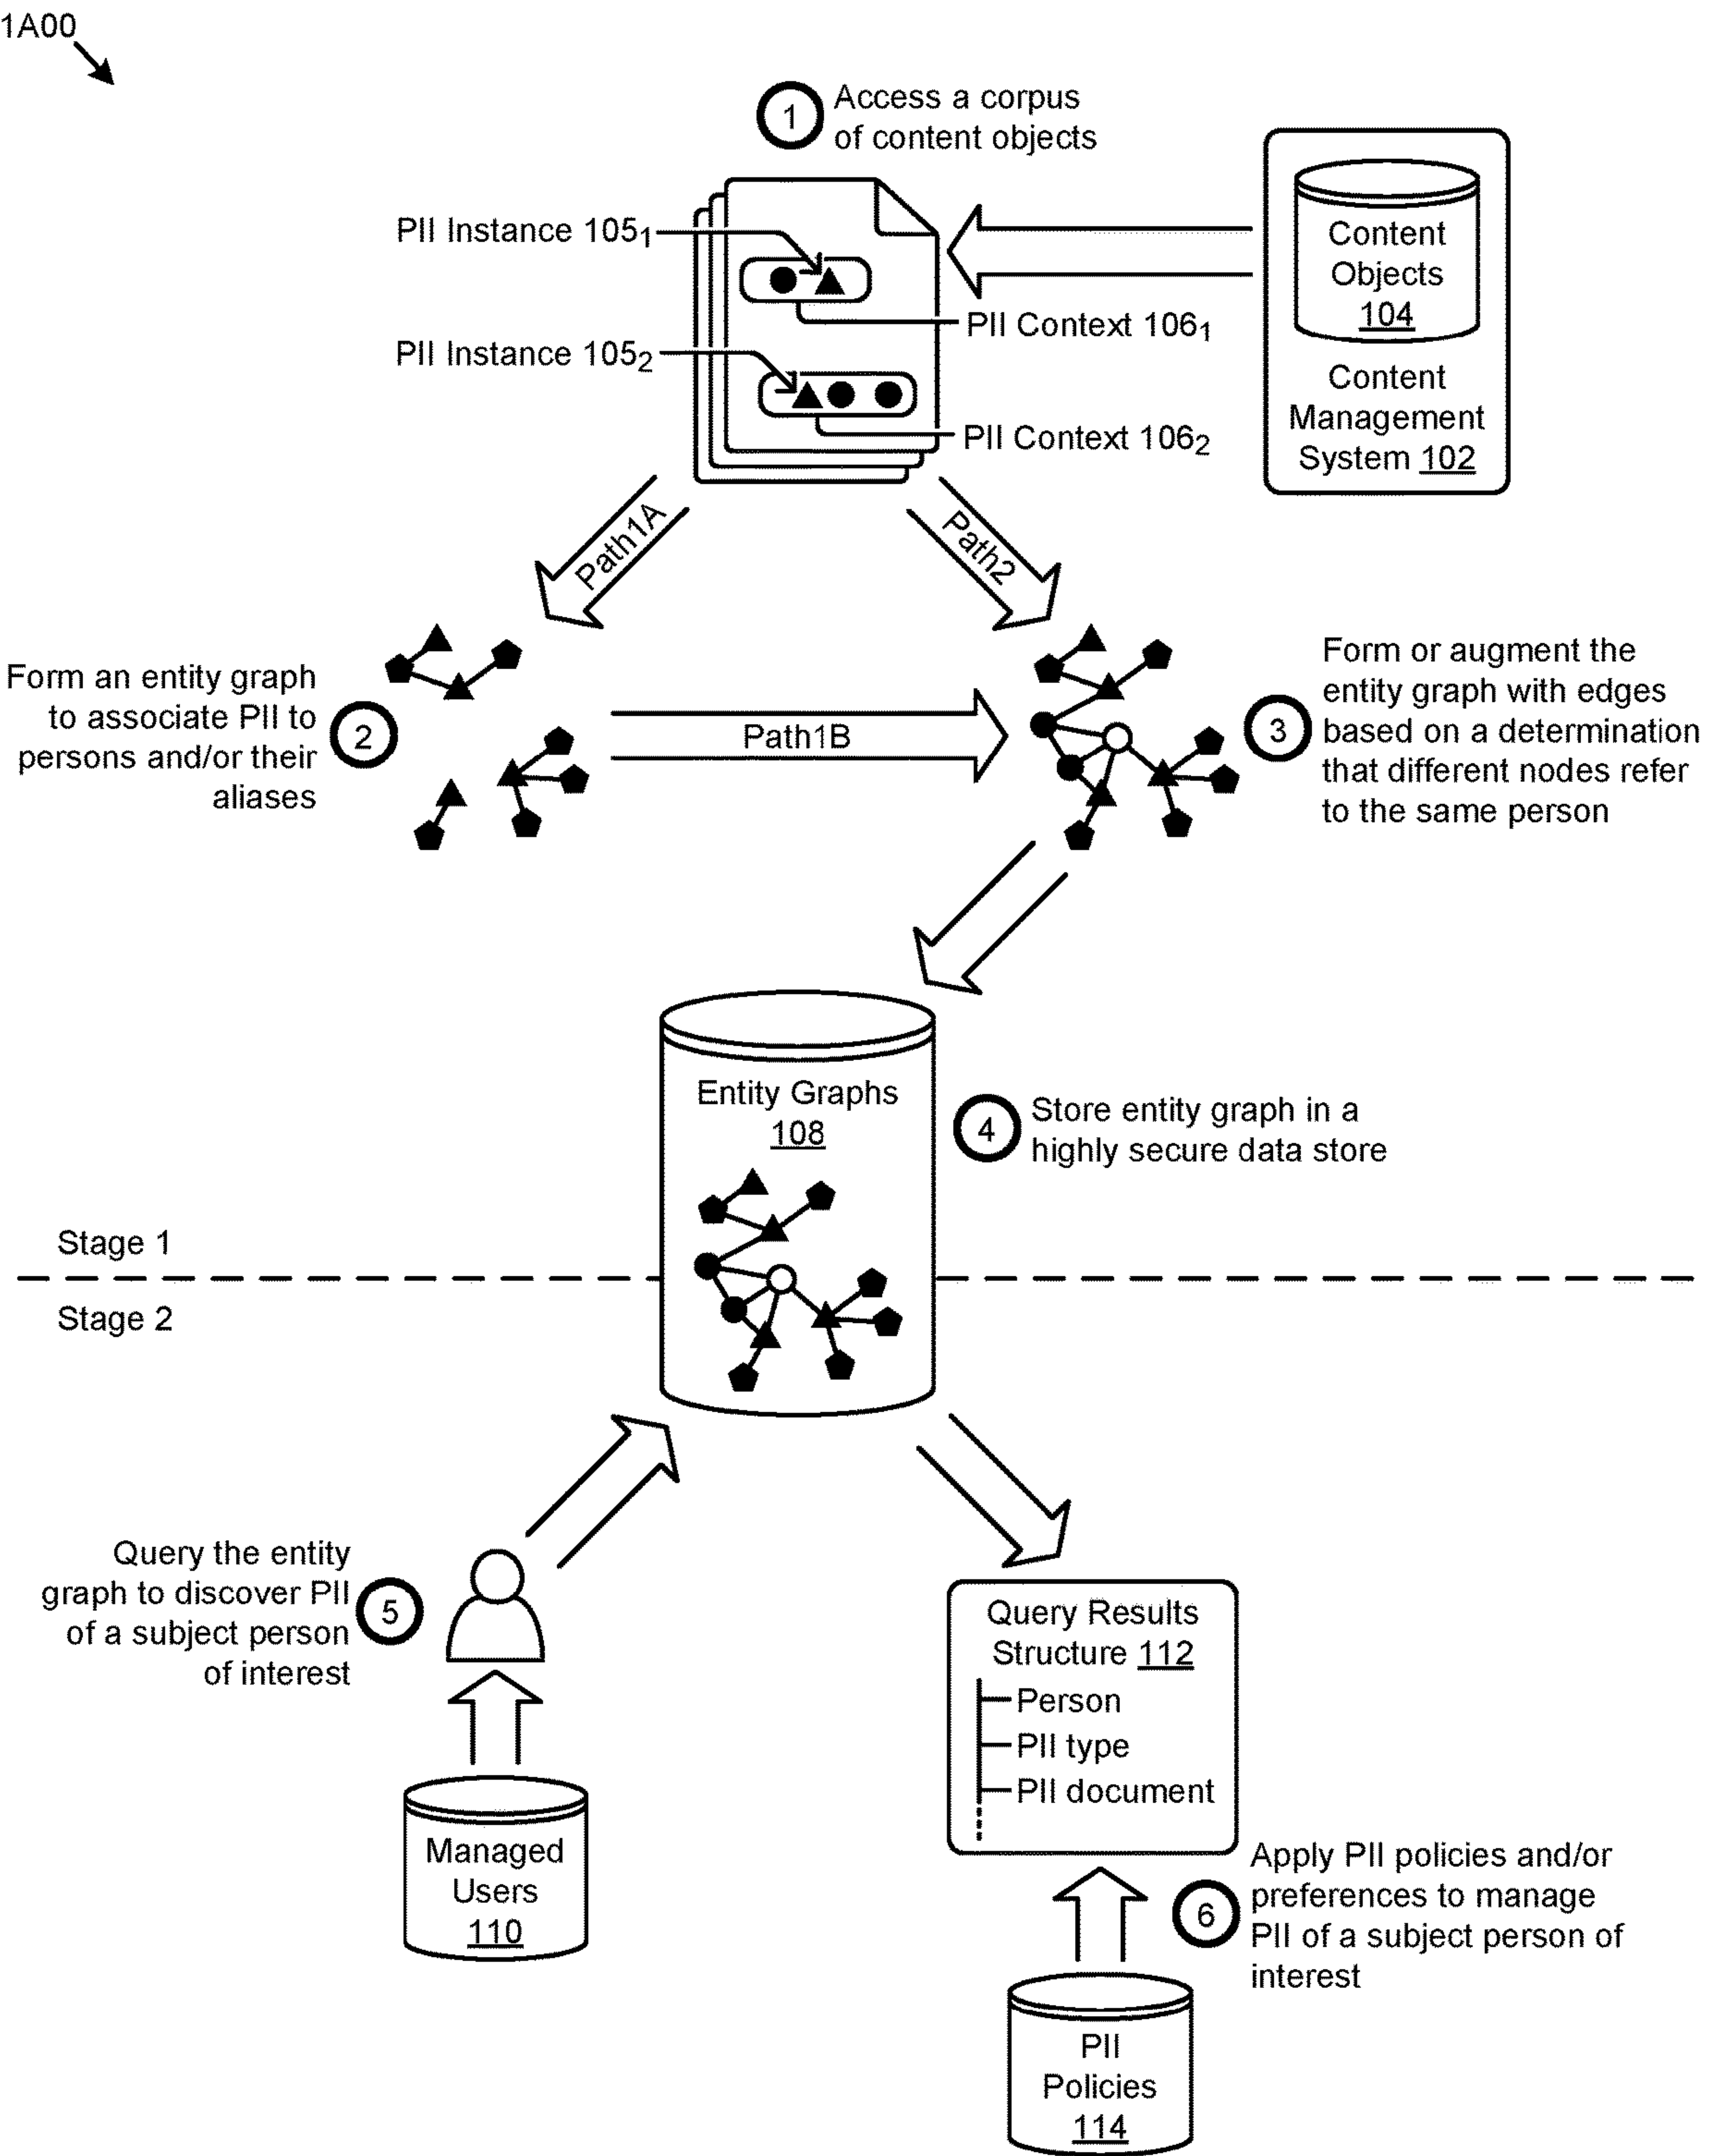 1A00
1
Access a corpus
of content objects
PII Instance 105₁
PII Context 106₁
PII Instance 105₂
PII Context 106₂
Content
Objects
104
Content
Management
System 102
Path1A
Path2
Form an entity graph
to associate PII to
persons and/or their
aliases
2
Path1B
3
Form or augment the
entity graph with edges
based on a determination
that different nodes refer
to the same person
Entity Graphs
108
4
Store entity graph in a
highly secure data store
Stage 1
Stage 2
Query the entity
graph to discover PII
of a subject person
of interest
5
Managed
Users
110
Query Results
Structure 112
Person
PII type
PII document
6
Apply PII policies and/or
preferences to manage
PII of a subject person of
interest
PII
Policies
114